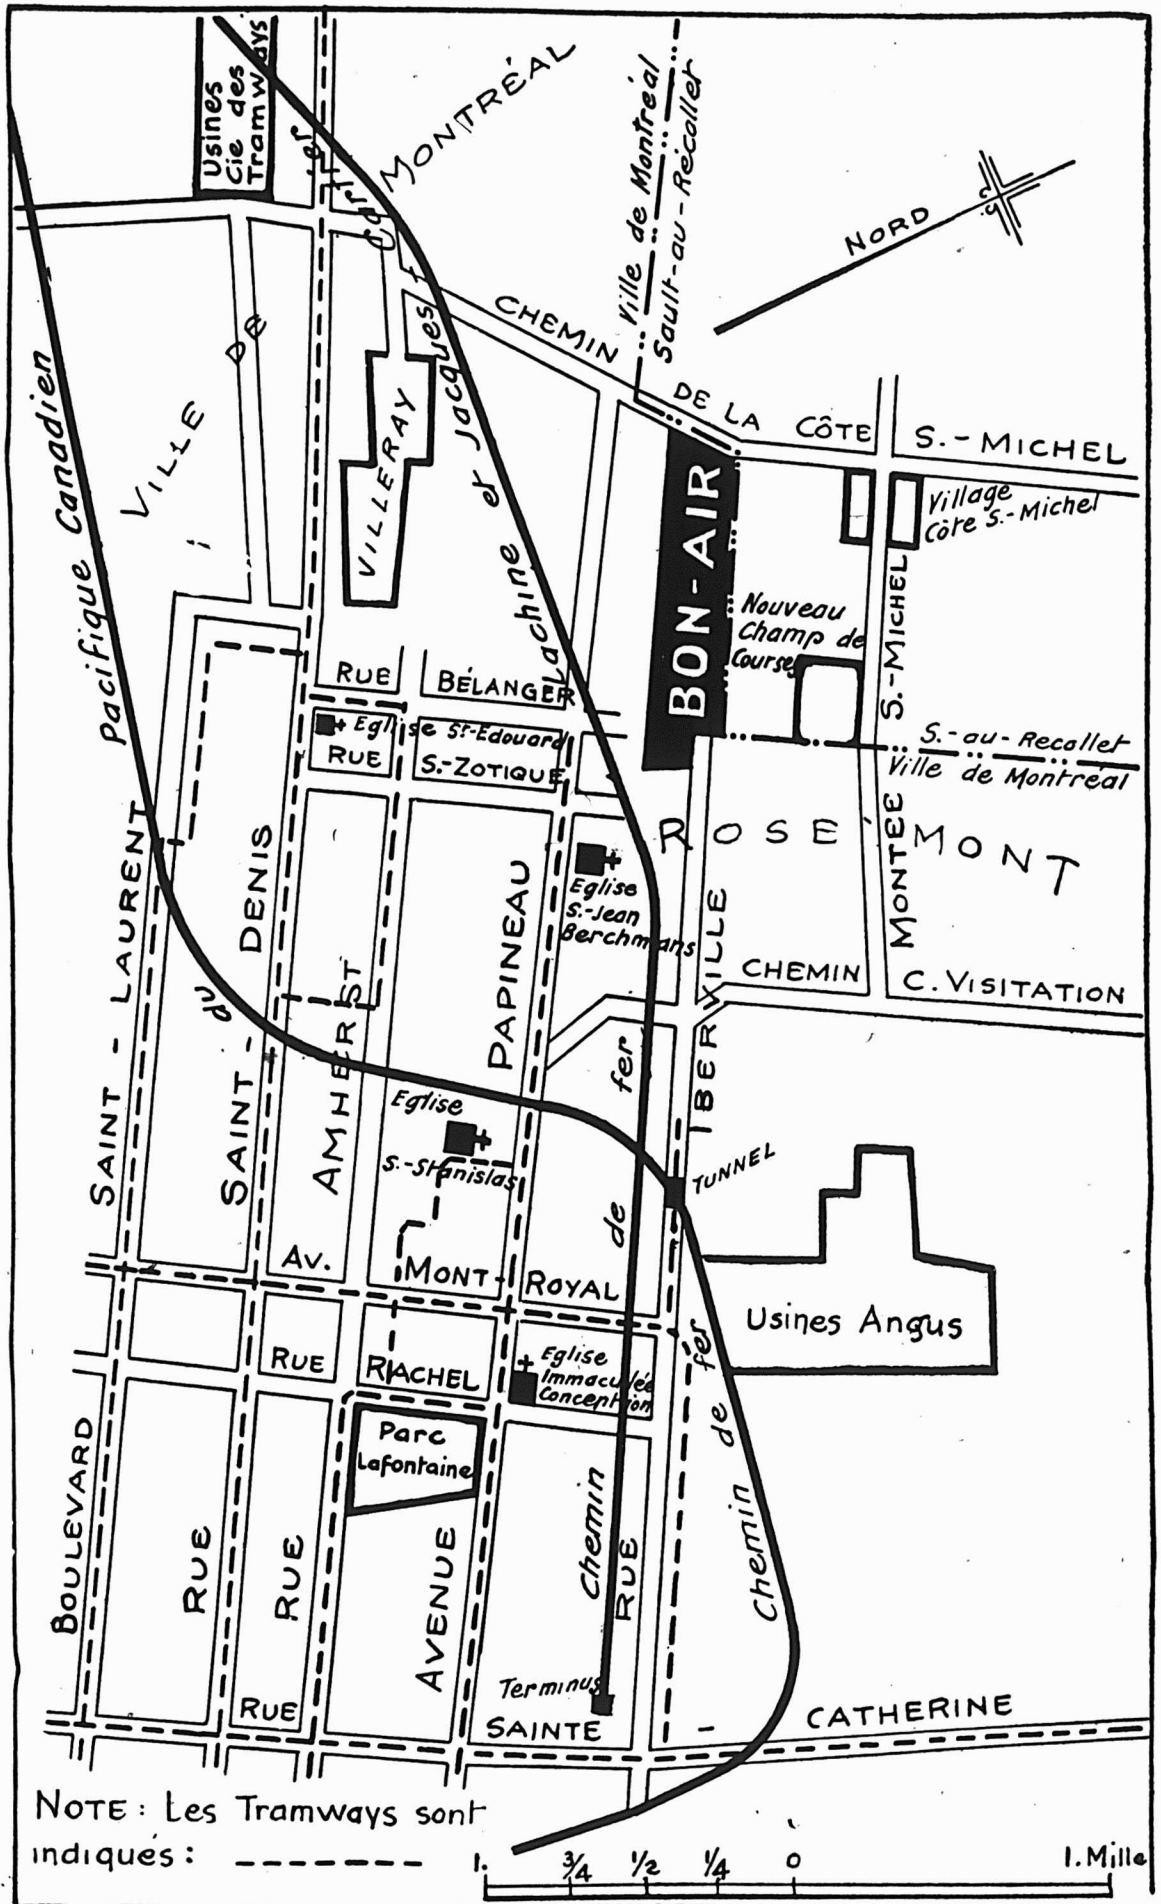 Usines
Cie des
Tramways
MONTRÉAL
Ville de Montréal
Sault-au-Récollet
NORD
VILLE DE
CHEMIN DE LA CÔTE S.-MICHEL
Village
Côte S.-Michel
VILLERAY
BON-AIR
Nouveau
Champ de
Courses
MONTÉE S.-MICHEL
Pacifique Canadien
Chemin de fer Lachine et Jacques Cartier
RUE BÉLANGER
Eglise St-Edouard
RUE S.-ZOTIQUE
S.-au-Recollet
Ville de Montréal
ROSEMONT
Eglise
S.-Jean
Berchmans
CHEMIN C. VISITATION
BOULEVARD SAINT-LAURENT
RUE SAINT-DENIS
RUE AMHERST
AVENUE PAPINEAU
RUE IBERVILLE
Eglise
S.-Stanislas
TUNNEL
AV. MONT-ROYAL
Usines Angus
RUE RACHEL
Eglise
Immaculée
Conception
Parc
Lafontaine
Chemin de fer du
Terminus
RUE SAINTE-CATHERINE
NOTE: Les Tramways sont
indiqués:
1. 3/4 1/2 1/4 0 1. Mille